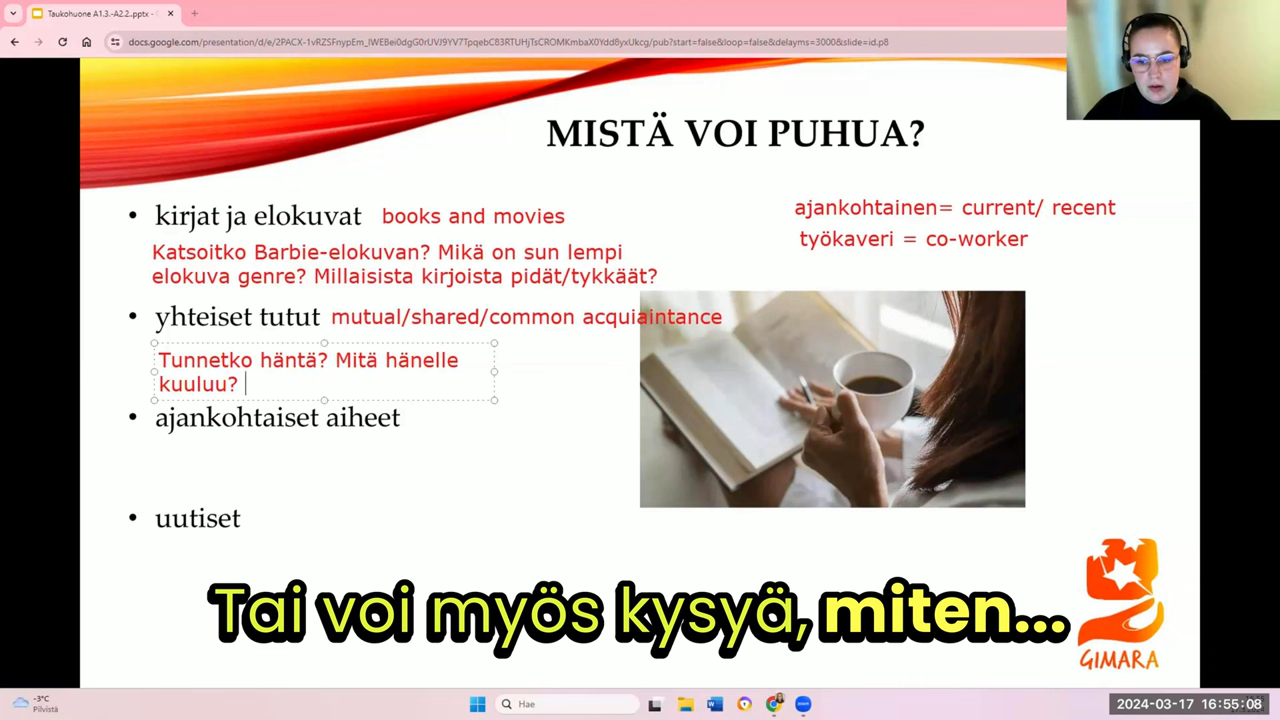 Taukohuone A1.3.-A2.2..pptx -
docs.google.com/presentation/d/e/2PACX-1vRZSFnypEm_lWEBei0dgG0rUVJ9YV7TpqebC83RTUHjTsCROMKmbaX0Ydd8yxUkcg/pub?start=false&loop=false&delayms=3000&slide=id.p8
MISTÄ VOI PUHUA?
• kirjat ja elokuvat books and movies
Katsoitko Barbie-elokuvan? Mikä on sun lempi
elokuva genre? Millaisista kirjoista pidät/tykkäät?
ajankohtainen= current/ recent
työkaveri = co-worker
• yhteiset tutut mutual/shared/common acquiaintance
Tunnetko häntä? Mitä hänelle
kuuluu?
• ajankohtaiset aiheet
• uutiset
Tai voi myös kysyä, miten...
GIMARA
-3°C
Pilvistä
Hae
zoom
2024-03-17 16:55:08